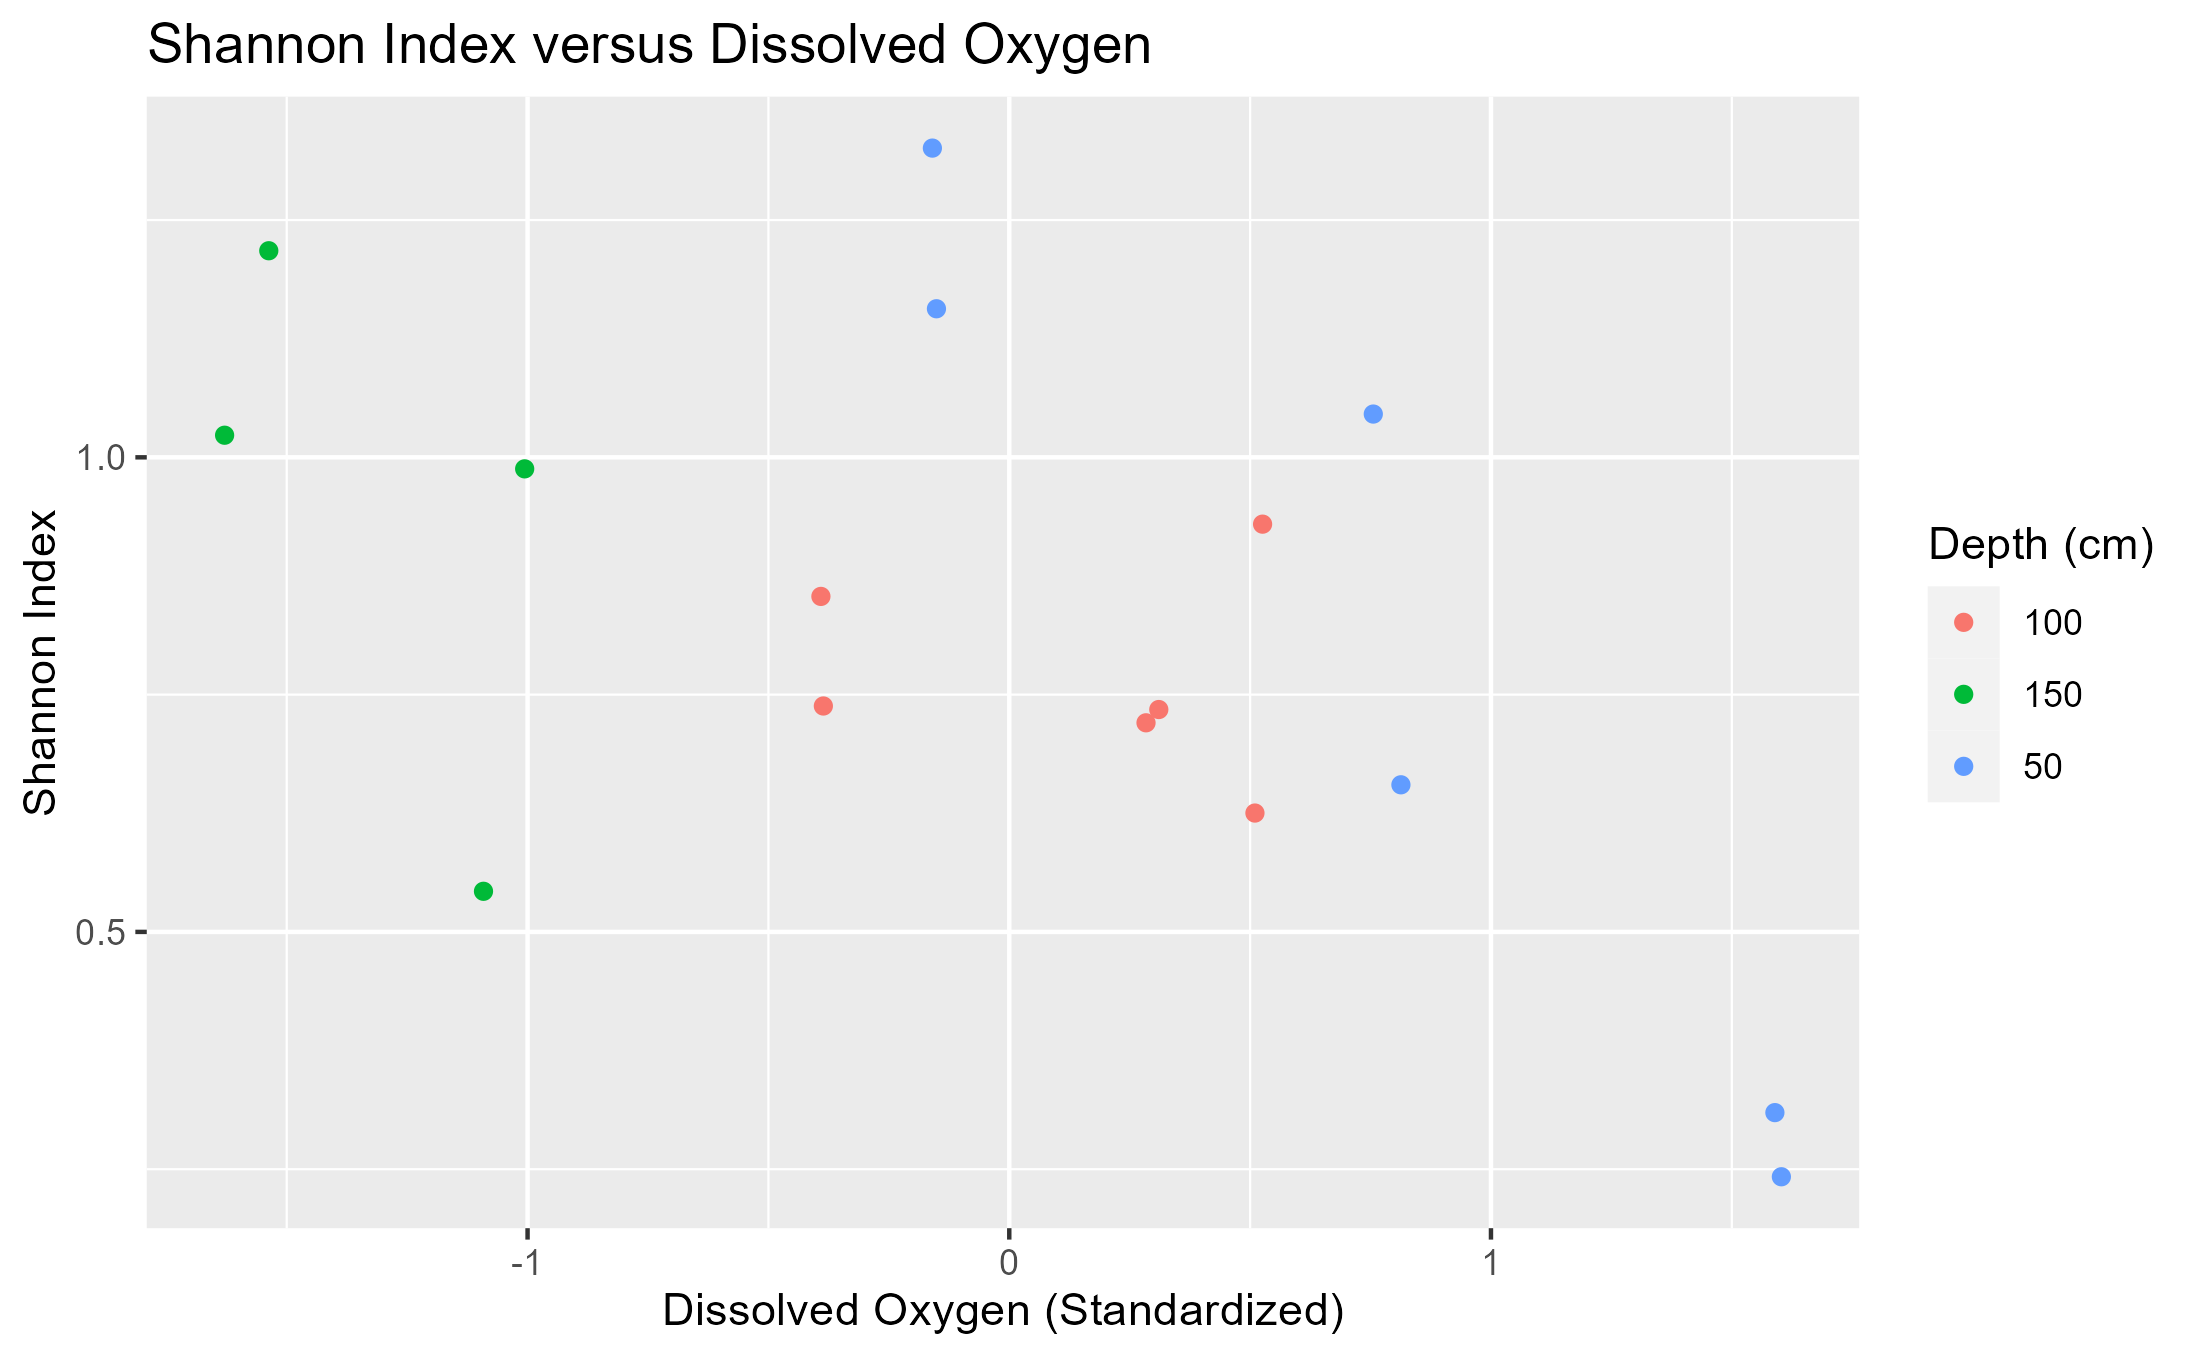 Shannon Index versus Dissolved Oxygen
Shannon Index
1.0
0.5
-1
0
1
Dissolved Oxygen (Standardized)
Depth (cm)
100
150
50